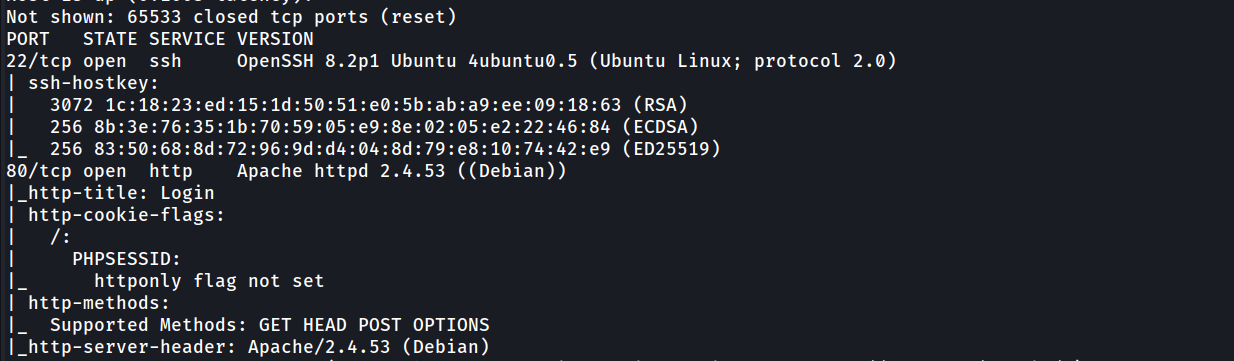 Not shown: 65533 closed tcp ports (reset)
PORT   STATE SERVICE VERSION
22/tcp open  ssh     OpenSSH 8.2p1 Ubuntu 4ubuntu0.5 (Ubuntu Linux; protocol 2.0)
| ssh-hostkey:
|   3072 1c:18:23:ed:15:1d:50:51:e0:5b:ab:a9:ee:09:18:63 (RSA)
|   256 8b:3e:76:35:1b:70:59:05:e9:8e:02:05:e2:22:46:84 (ECDSA)
|_  256 83:50:68:8d:72:96:9d:d4:04:8d:79:e8:10:74:42:e9 (ED25519)
80/tcp open  http    Apache httpd 2.4.53 ((Debian))
|_http-title: Login
| http-cookie-flags:
|   /:
|     PHPSESSID:
|_      httponly flag not set
| http-methods:
|_  Supported Methods: GET HEAD POST OPTIONS
|_http-server-header: Apache/2.4.53 (Debian)